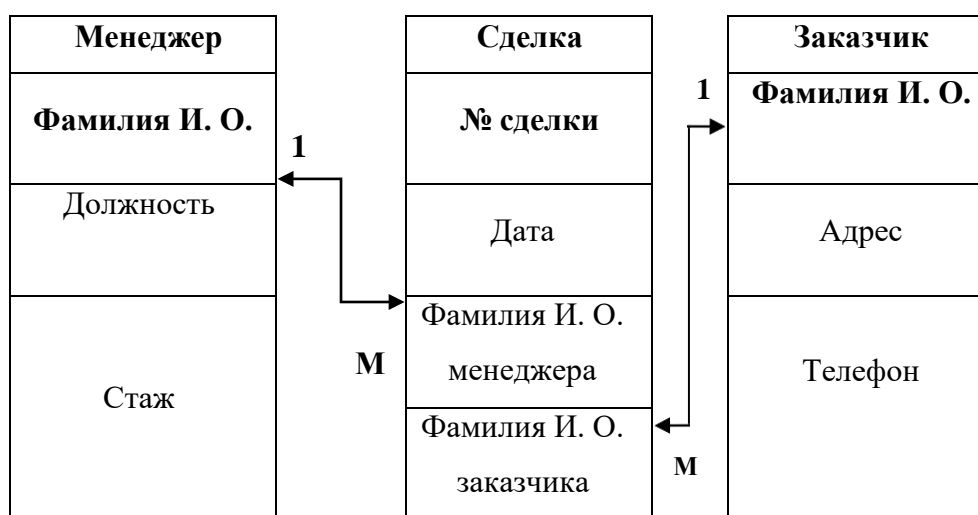 Менеджер
Фамилия И. О.
Должность
Стаж
1
М
Сделка
№ сделки
Дата
Фамилия И. О.
менеджера
Фамилия И. О.
заказчика
1
М
Заказчик
Фамилия И. О.
Адрес
Телефон